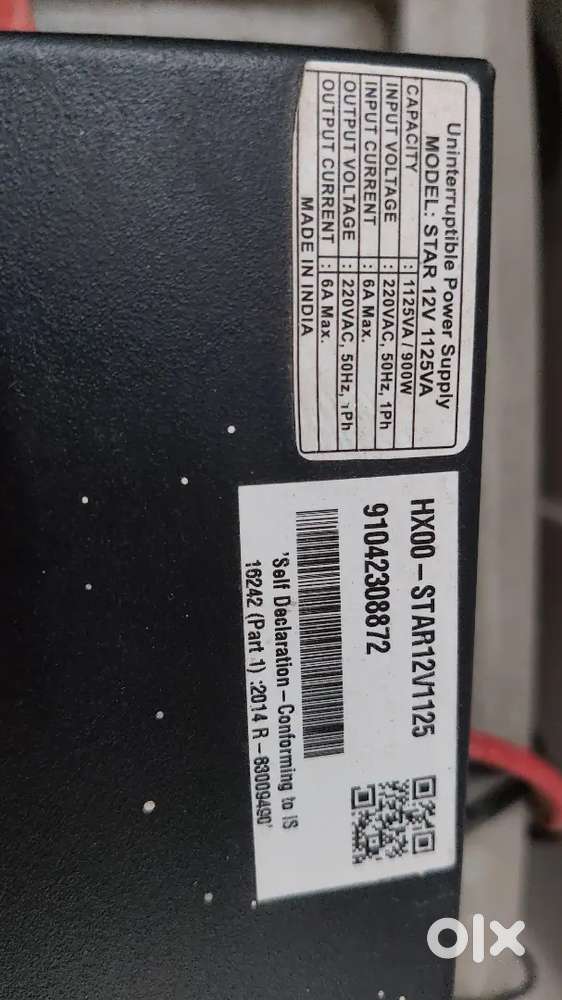 Uninterruptible Power Supply
MODEL: STAR 12V 1125VA
CAPACITY : 1125VA / 900W
INPUT VOLTAGE : 220VAC, 50Hz, 1Ph
INPUT CURRENT : 6A Max.
OUTPUT VOLTAGE : 220VAC, 50Hz, 1Ph
OUTPUT CURRENT : 6A Max.
MADE IN INDIA
HX00-STAR12V1125
91042308872
'Self Declaration - Conforming to IS
16242 (Part 1) :2014 R - 83009490'
olx